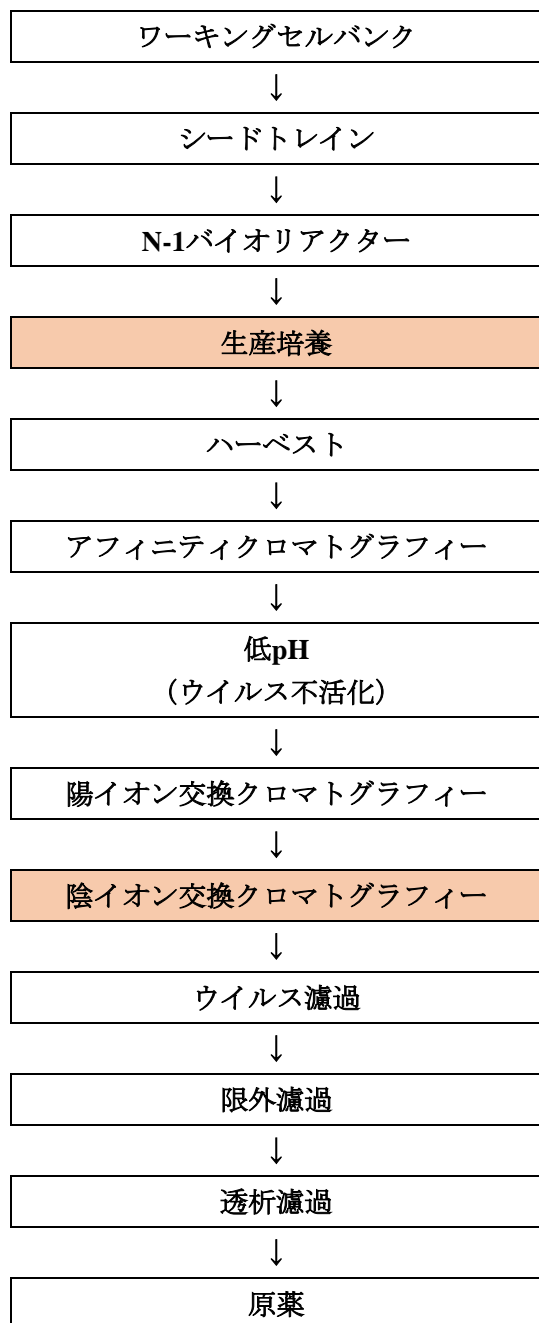 ワーキングセルバンク
↓
シードトレイン
↓
N-1バイオリアクター
↓
生産培養
↓
ハーベスト
↓
アフィニティクロマトグラフィー
↓
低pH
（ウイルス不活化）
↓
陽イオン交換クロマトグラフィー
↓
陰イオン交換クロマトグラフィー
↓
ウイルス濾過
↓
限外濾過
↓
透析濾過
↓
原薬